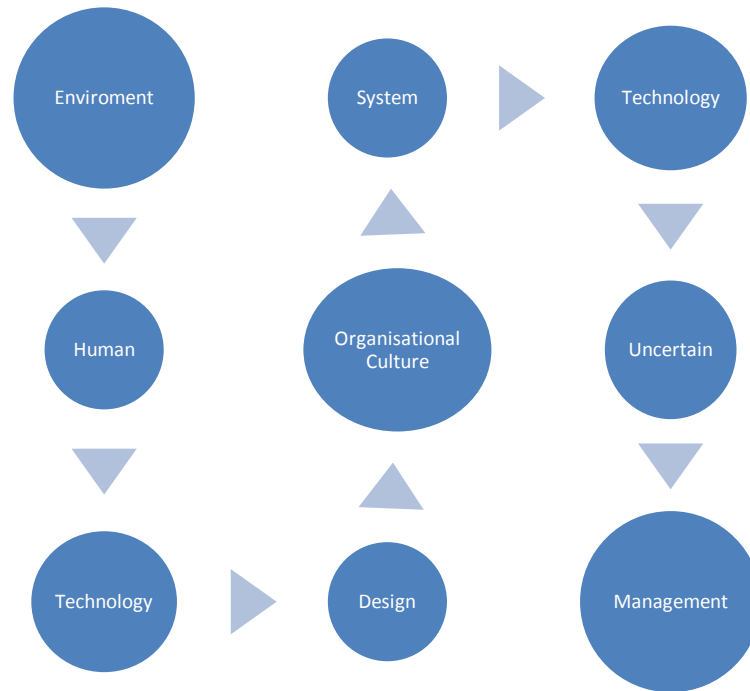 Enviroment
Human
Technology
Design
Organisational
Culture
System
Technology
Uncertain
Management